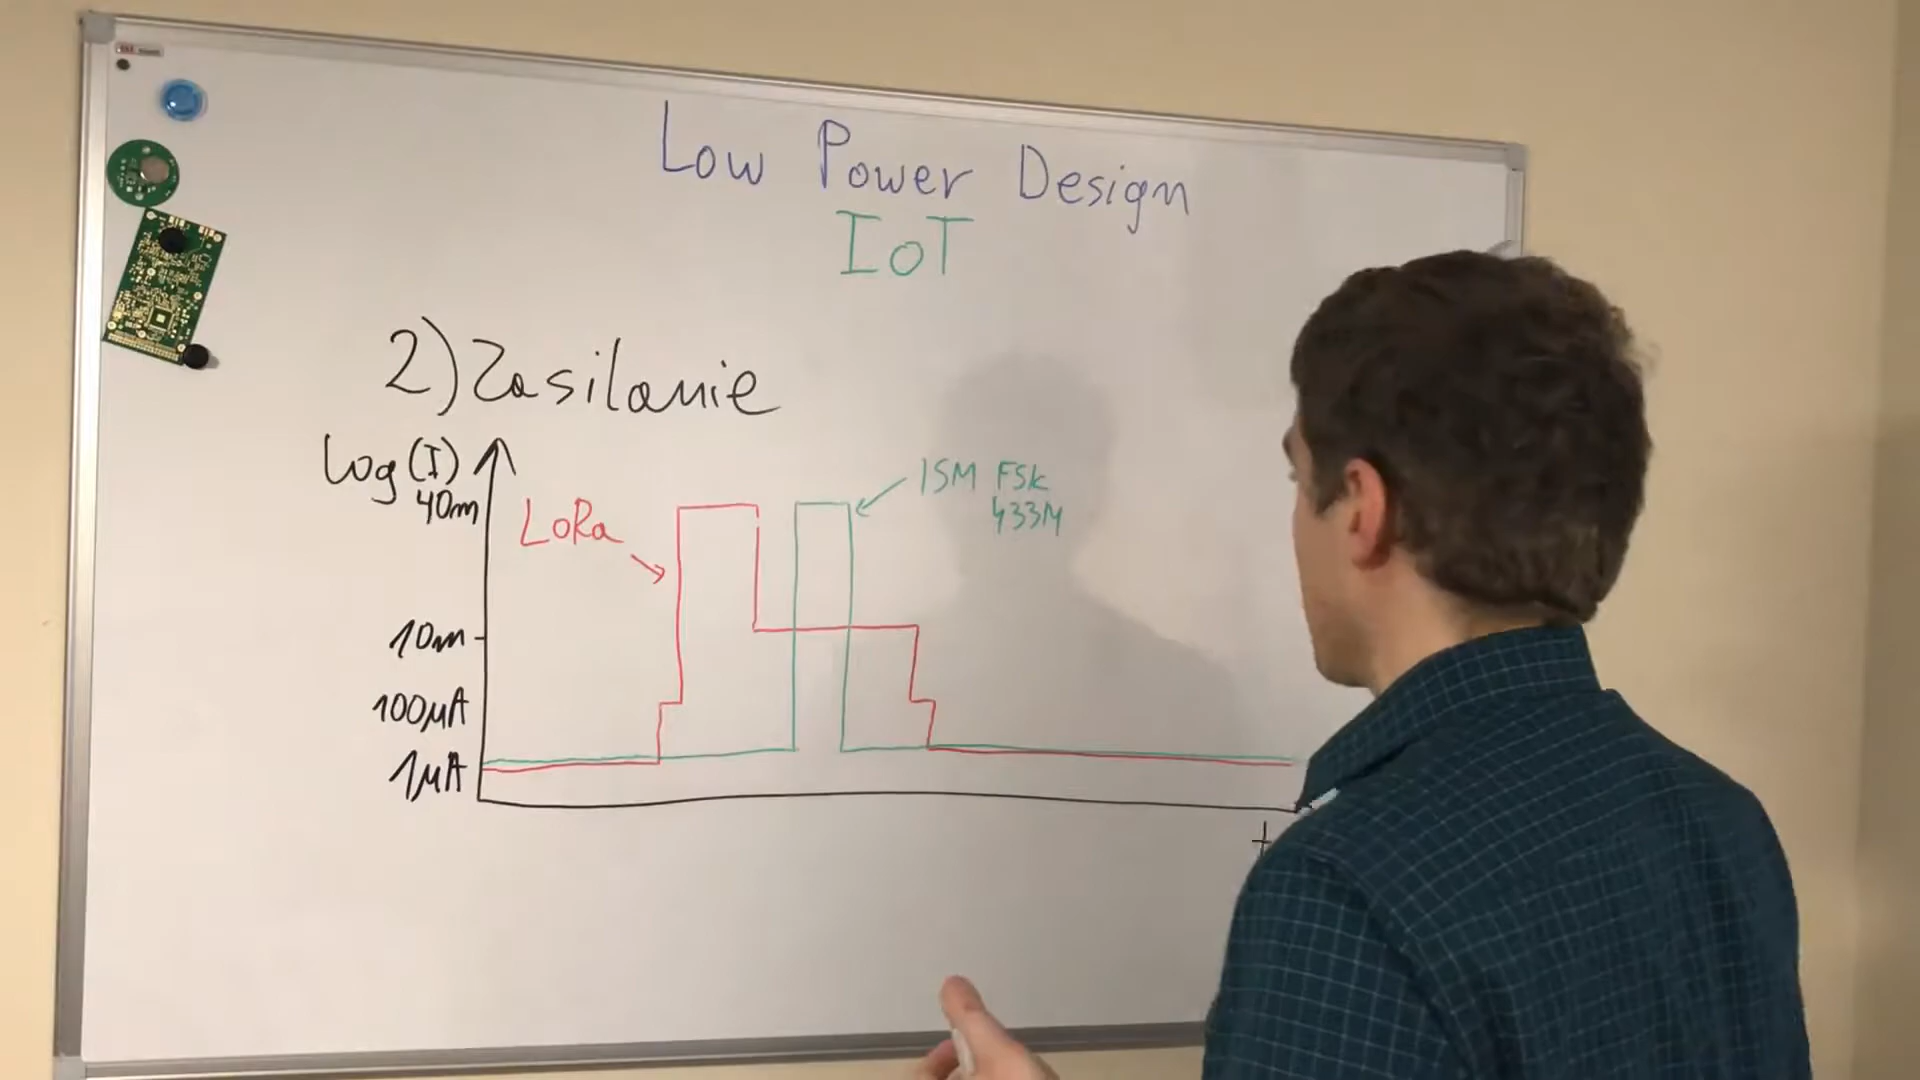 Low Power Design
IoT
2) Zasilanie
log(I)
40m
10m
100μA
1μA
LoRa
ISM FSK
433M
t